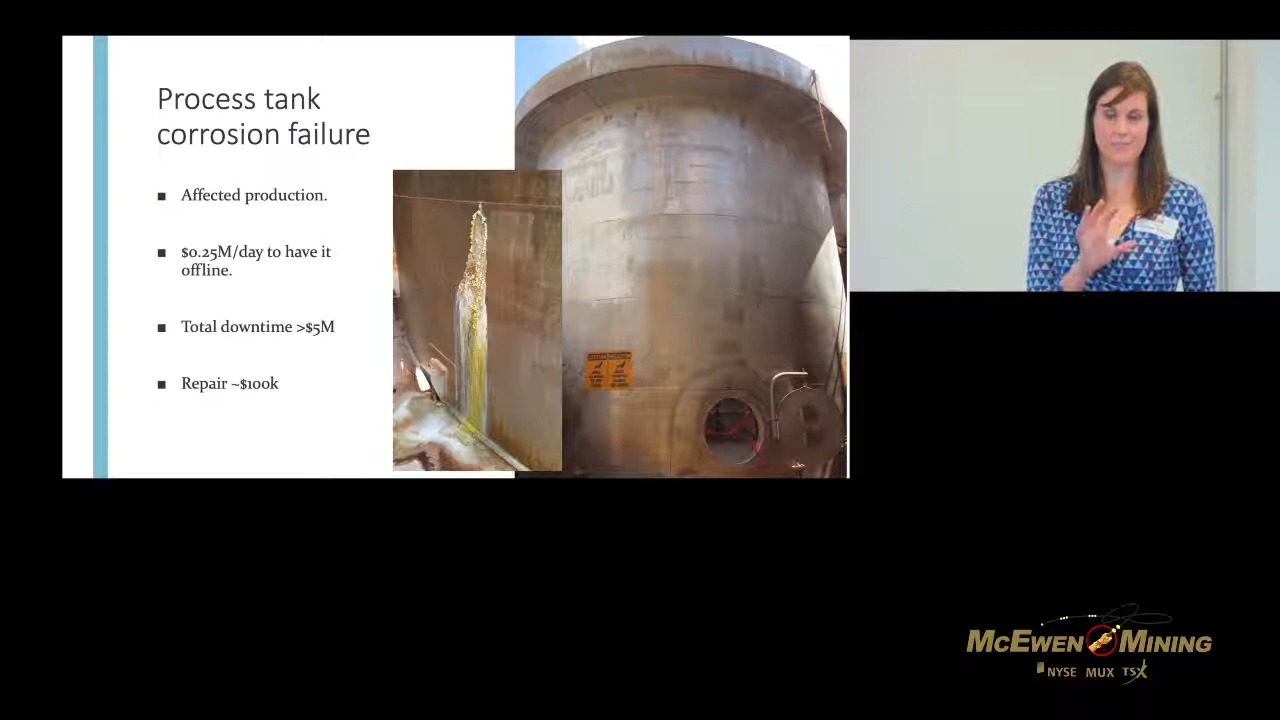 Process tank
corrosion failure
■ Affected production.
■ $0.25M/day to have it
offline.
■ Total downtime >$5M
■ Repair ~$100k
McEwen Mining
NYSE MUX TSX